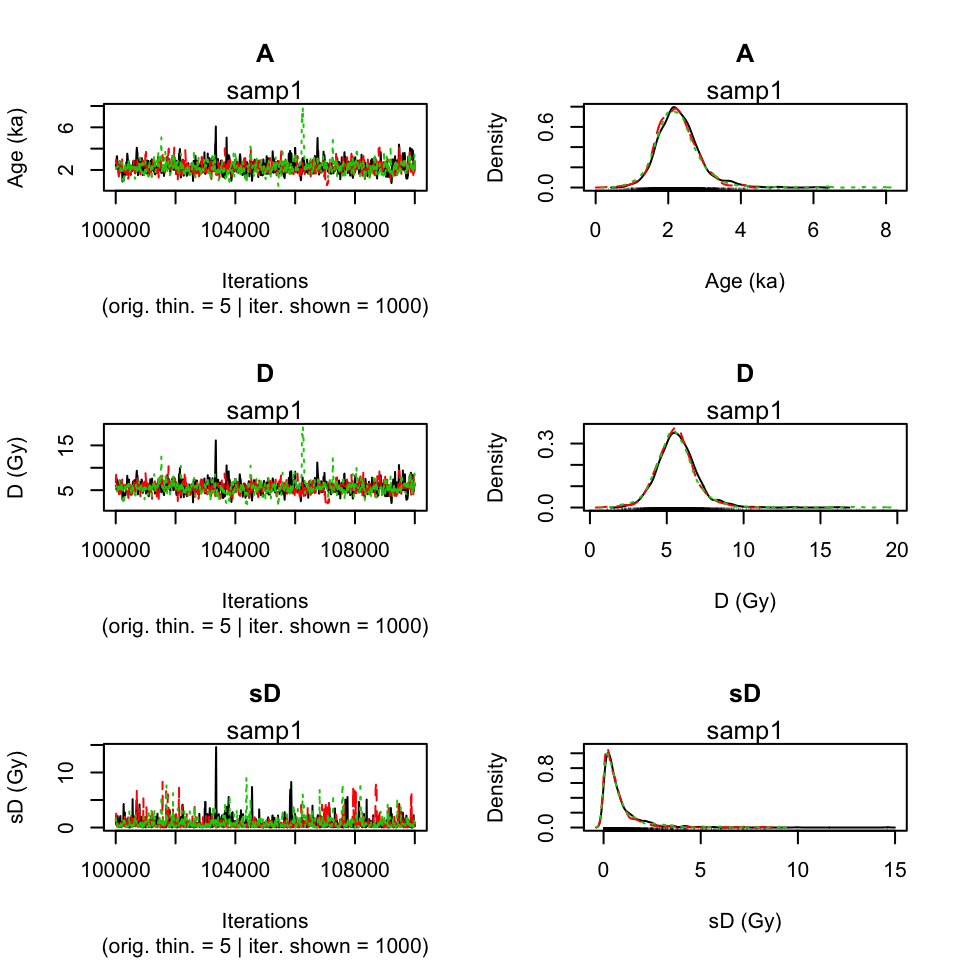 A
samp1
Age (ka)
6
2
100000 104000 108000
Iterations
(orig. thin. = 5 | iter. shown = 1000)
A
samp1
Density
0.6
0.0
0 2 4 6 8
Age (ka)
D
samp1
D (Gy)
15
5
100000 104000 108000
Iterations
(orig. thin. = 5 | iter. shown = 1000)
D
samp1
Density
0.3
0.0
0 5 10 15 20
D (Gy)
sD
samp1
sD (Gy)
10
0
100000 104000 108000
Iterations
(orig. thin. = 5 | iter. shown = 1000)
sD
samp1
Density
0.8
0.0
0 5 10 15
sD (Gy)